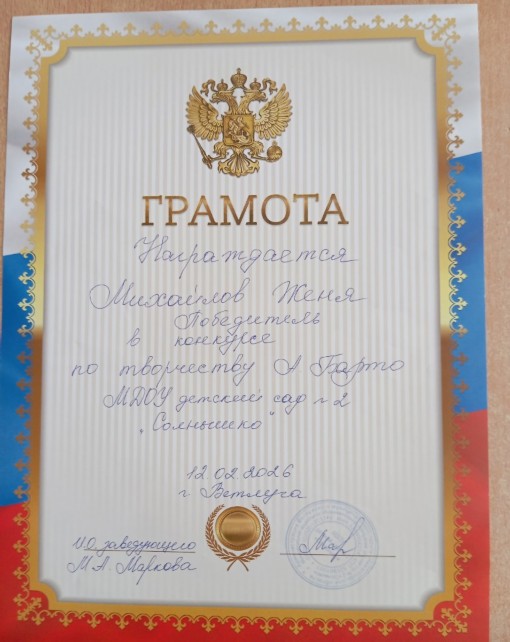 ГРАМОТА
Награждается
Михайлов Женя
Победитель
в конкурсе
по творчеству А Барто
МДОУ детский сад № 2
"Солнышко"
12.02.2026
г Ветлуга
И.О заведующего
М А Маркова
Мар